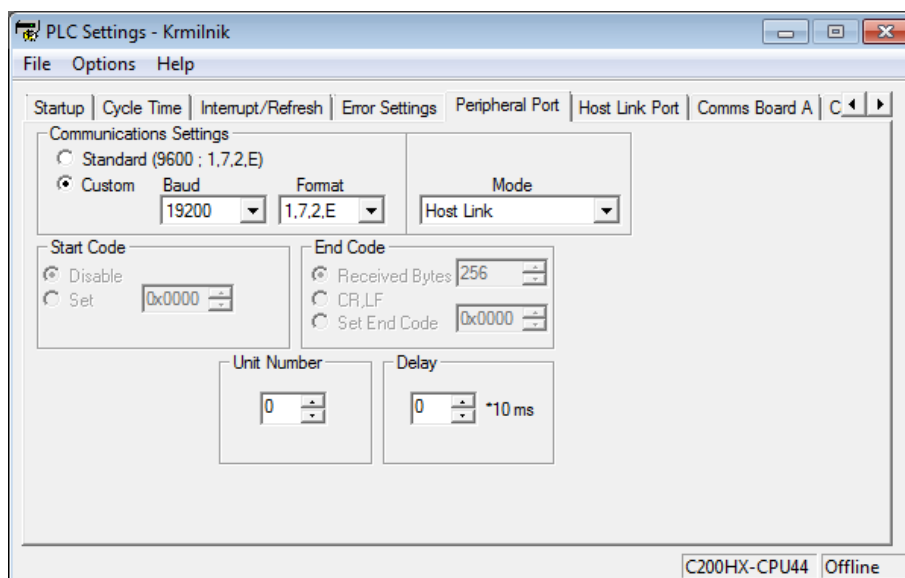 PLC Settings - Krmilnik
File Options Help
Startup Cycle Time Interrupt/Refresh Error Settings Peripheral Port Host Link Port Comms Board A C
Communications Settings
Standard (9600 ; 1,7,2,E)
Custom Baud Format Mode
19200 1,7,2,E Host Link
Start Code End Code
Disable Received Bytes 256
Set 0x0000 CR,LF
Set End Code 0x0000
Unit Number Delay
0 0 *10 ms
C200HX-CPU44 Offline